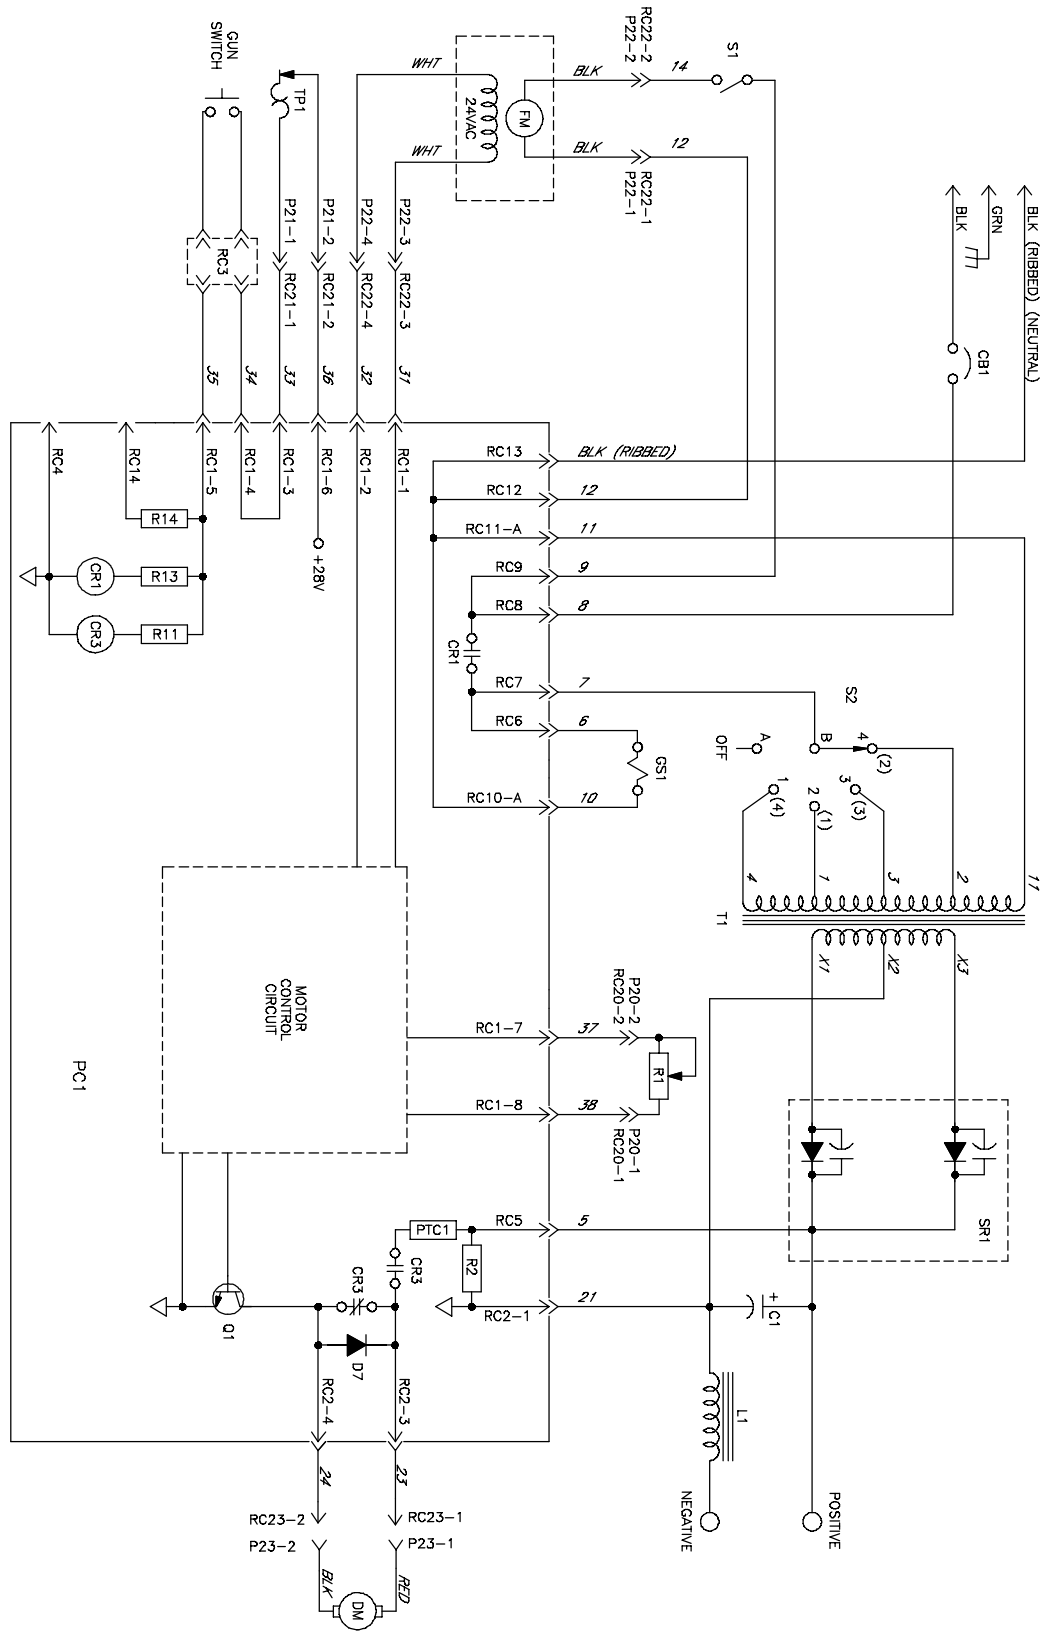 GUN
SWITCH
TP1
WHT
WHT
24VAC
FM
BLK
BLK
RC22-2
P22-2
14
12
RC22-1
P22-1
S1
BLK
GRN
BLK (RIBBED) (NEUTRAL)
CB1
RC3
P21-1
P21-2
P22-4
P22-3
RC21-1
RC21-2
RC22-4
RC22-3
35
34
33
36
32
31
RC4
RC14
RC1-5
RC1-4
RC1-3
RC1-6
RC1-2
RC1-1
RC13
BLK (RIBBED)
RC12
12
RC11-A
11
RC9
9
RC8
8
CR1
RC7
7
RC6
6
RC10-A
10
GS1
R14
CR1
R13
CR3
R11
+28V
S2
OFF
A
B
4
(2)
3
(3)
2
(1)
1
(4)
4
1
3
2
11
T1
X1
X2
X3
MOTOR
CONTROL
CIRCUIT
PC1
RC1-7
37
P20-2
RC20-2
R1
RC1-8
38
P20-1
RC20-1
SR1
RC5
5
PTC1
R2
CR3
CR3
RC2-1
21
+
C1
Q1
D7
RC2-4
RC2-3
L1
24
23
NEGATIVE
POSITIVE
RC23-2
P23-2
RC23-1
P23-1
BLK
RED
DM